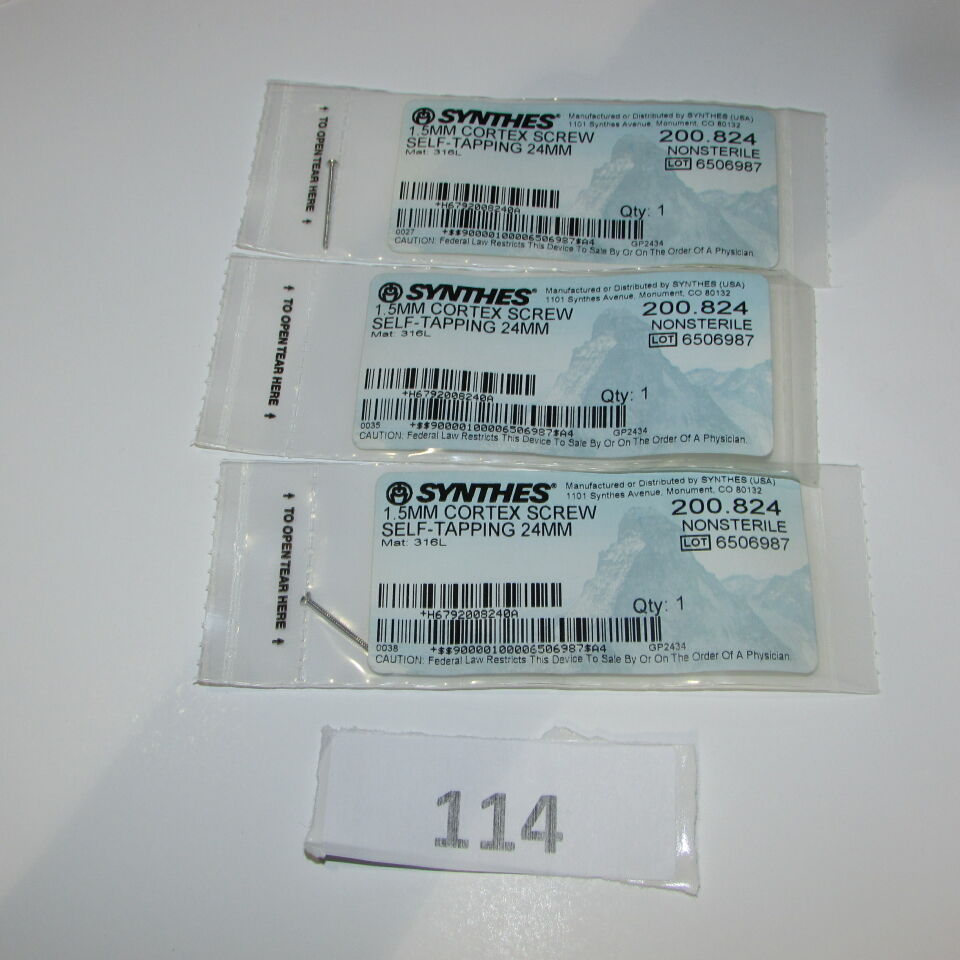 ↑ TO OPEN TEAR HERE ↑
SYNTHES®
Manufactured or Distributed by SYNTHES (USA)
1101 Synthes Avenue, Monument, CO 80132
1.5MM CORTEX SCREW
SELF-TAPPING 24MM
Mat: 316L
200.824
NONSTERILE
LOT 6506987
+H6792008240A
Qty: 1
0027 +$$90000100006506987$A4 GP2434
CAUTION: Federal Law Restricts This Device To Sale By Or On The Order Of A Physician.
↑ TO OPEN TEAR HERE ↑
SYNTHES®
Manufactured or Distributed by SYNTHES (USA)
1101 Synthes Avenue, Monument, CO 80132
1.5MM CORTEX SCREW
SELF-TAPPING 24MM
Mat: 316L
200.824
NONSTERILE
LOT 6506987
+H6792008240A
Qty: 1
0035 +$$90000100006506987$A4 GP2434
CAUTION: Federal Law Restricts This Device To Sale By Or On The Order Of A Physician.
↑ TO OPEN TEAR HERE ↑
SYNTHES®
Manufactured or Distributed by SYNTHES (USA)
1101 Synthes Avenue, Monument, CO 80132
1.5MM CORTEX SCREW
SELF-TAPPING 24MM
Mat: 316L
200.824
NONSTERILE
LOT 6506987
+H6792008240A
Qty: 1
0038 +$$90000100006506987$A4 GP2434
CAUTION: Federal Law Restricts This Device To Sale By Or On The Order Of A Physician.
114